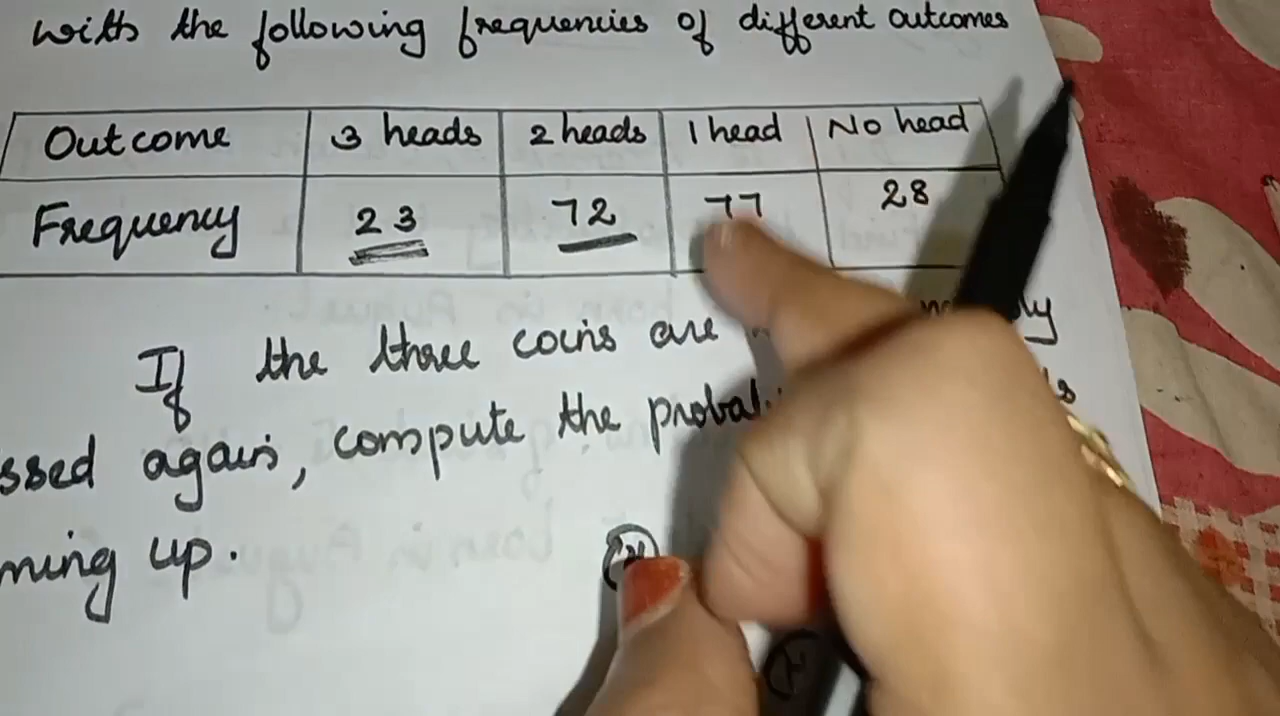 with the following frequencies of different outcomes
Outcome 3 heads 2 heads 1 head No head
Frequency 23 72 77 28
If the three coins are
ssed again, compute the
ming up.